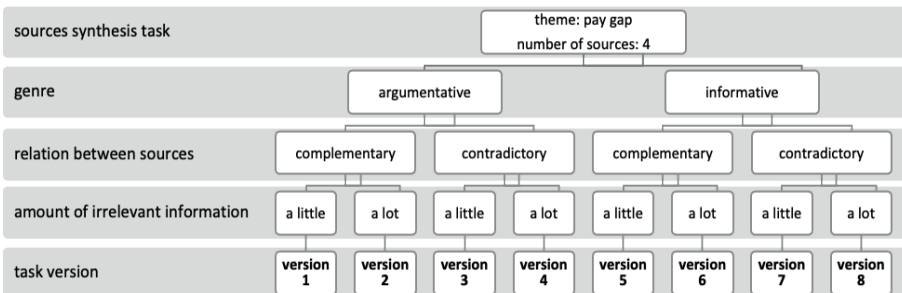 sources synthesis task
theme: pay gap
number of sources: 4
genre
argumentative
informative
relation between sources
complementary
contradictory
complementary
contradictory
amount of irrelevant information
a little
a lot
a little
a lot
a little
a lot
a little
a lot
task version
version
1
version
2
version
3
version
4
version
5
version
6
version
7
version
8